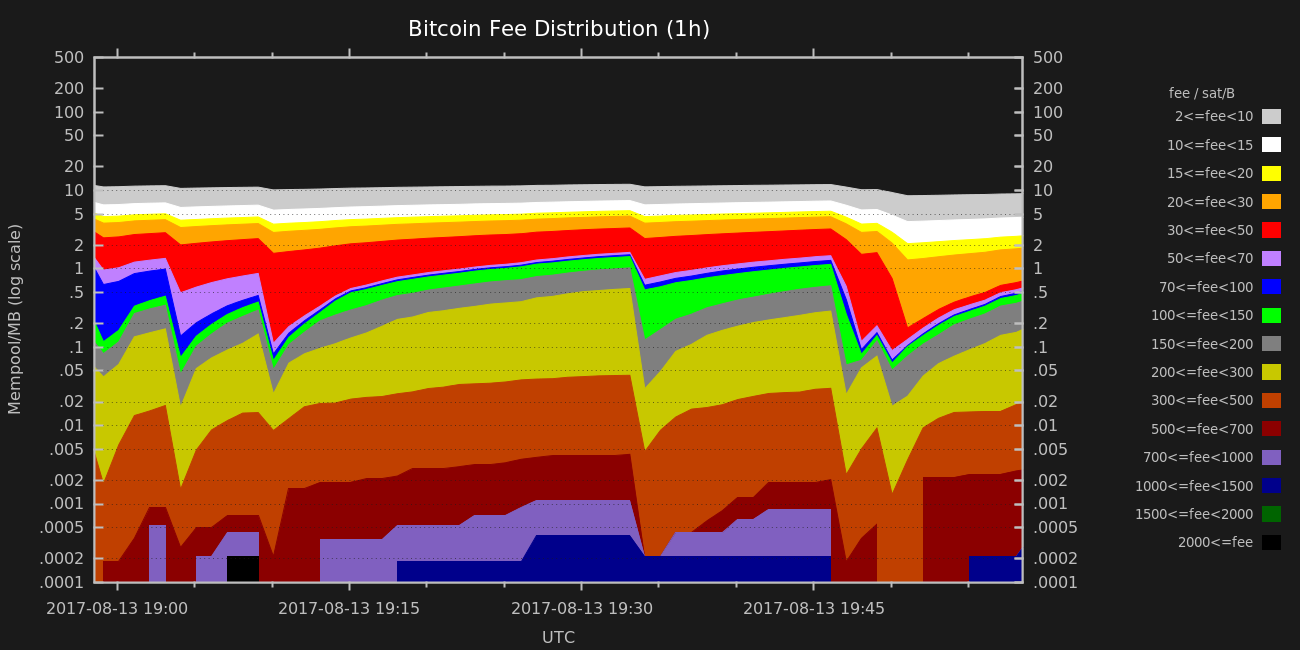 Bitcoin Fee Distribution (1h)
500
200
100
50
20
10
5
2
1
.5
.2
.1
.05
.02
.01
.005
.002
.001
.0005
.0002
.0001
Mempool/MB (log scale)
500
200
100
50
20
10
5
2
1
.5
.2
.1
.05
.02
.01
.005
.002
.001
.0005
.0002
.0001
2017-08-13 19:00 2017-08-13 19:15 2017-08-13 19:30 2017-08-13 19:45
UTC
fee / sat/B
2<=fee<10
10<=fee<15
15<=fee<20
20<=fee<30
30<=fee<50
50<=fee<70
70<=fee<100
100<=fee<150
150<=fee<200
200<=fee<300
300<=fee<500
500<=fee<700
700<=fee<1000
1000<=fee<1500
1500<=fee<2000
2000<=fee